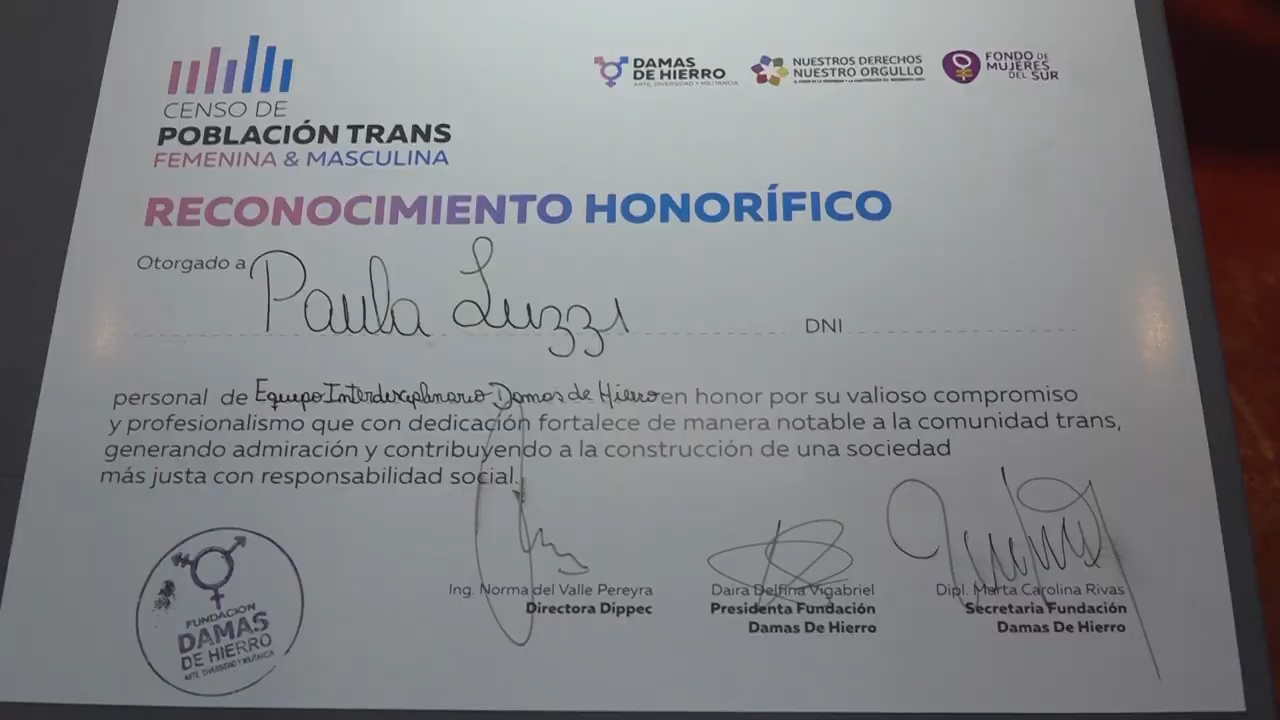 CENSO DE
POBLACIÓN TRANS
FEMENINA & MASCULINA
DAMAS
DE HIERRO
ARTE, DIVERSIDAD Y MILITANCIA
NUESTROS DERECHOS
NUESTRO ORGULLO
FONDO DE
MUJERES
DEL SUR
RECONOCIMIENTO HONORÍFICO
Otorgado a Paula Luzzi DNI
personal de Equipo Interdisciplinario Damas de Hierro en honor por su valioso compromiso
y profesionalismo que con dedicación fortalece de manera notable a la comunidad trans,
generando admiración y contribuyendo a la construcción de una sociedad
más justa con responsabilidad social.
FUNDACION
DAMAS
DE HIERRO
ARTE, DIVERSIDAD Y MILITANCIA
Ing. Norma del Valle Pereyra
Directora Dippec
Daira Delfina Vigabriel
Presidenta Fundación
Damas De Hierro
Dipl. Marta Carolina Rivas
Secretaria Fundación
Damas De Hierro